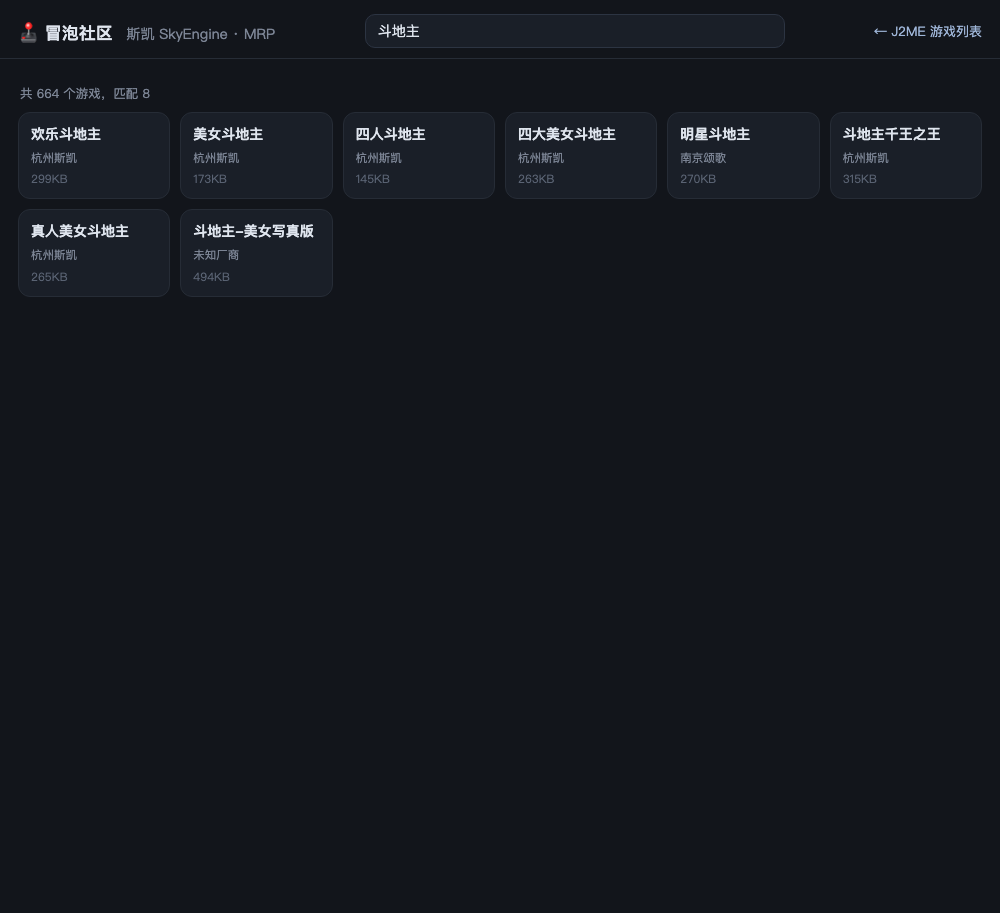 冒泡社区 斯凯 SkyEngine · MRP
斗地主
← J2ME 游戏列表
共 664 个游戏，匹配 8
欢乐斗地主
杭州斯凯
299KB
美女斗地主
杭州斯凯
173KB
四人斗地主
杭州斯凯
145KB
四大美女斗地主
杭州斯凯
263KB
明星斗地主
南京颂歌
270KB
斗地主千王之王
杭州斯凯
315KB
真人美女斗地主
杭州斯凯
265KB
斗地主-美女写真版
未知厂商
494KB